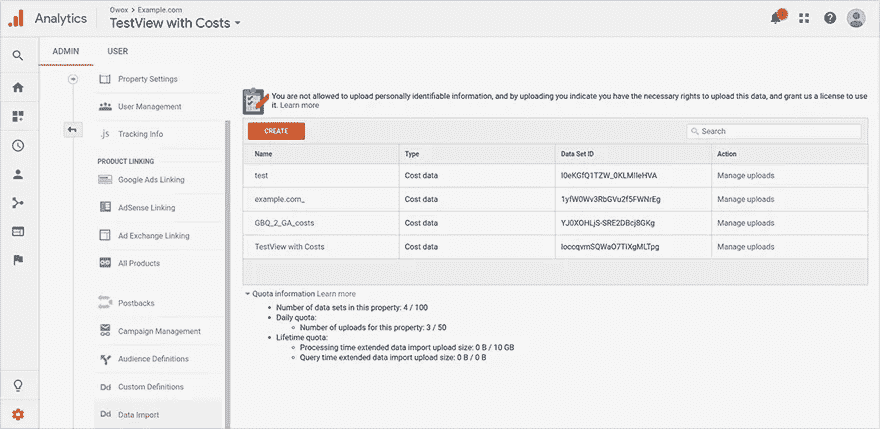 Analytics
Owox > Example.com
TestView with Costs
ADMIN
USER
Property Settings
User Management
.js Tracking Info
PRODUCT LINKING
Google Ads Linking
AdSense Linking
Ad Exchange Linking
All Products
Postbacks
Campaign Management
Audience Definitions
Dd Custom Definitions
Dd Data Import
You are not allowed to upload personally identifiable information, and by uploading you indicate you have the necessary rights to upload this data, and grant us a license to use
it. Learn more
CREATE
Search
Name Type Data Set ID Action
test Cost data Manage uploads
example.com_ Cost data 1yfW0Wv3RbGVu2f5FWNrEg Manage uploads
GBQ_2_GA_costs Cost data YJ0XOHLjS-SRE2DBcj8GKg Manage uploads
TestView with Costs Cost data Manage uploads
Quota information Learn more
Number of data sets in this property: 4 / 100
Daily quota:
Number of uploads for this property: 3 / 50
Lifetime quota:
Processing time extended data import upload size: 0 B / 10 GB
Query time extended data import upload size: 0 B / 0 B